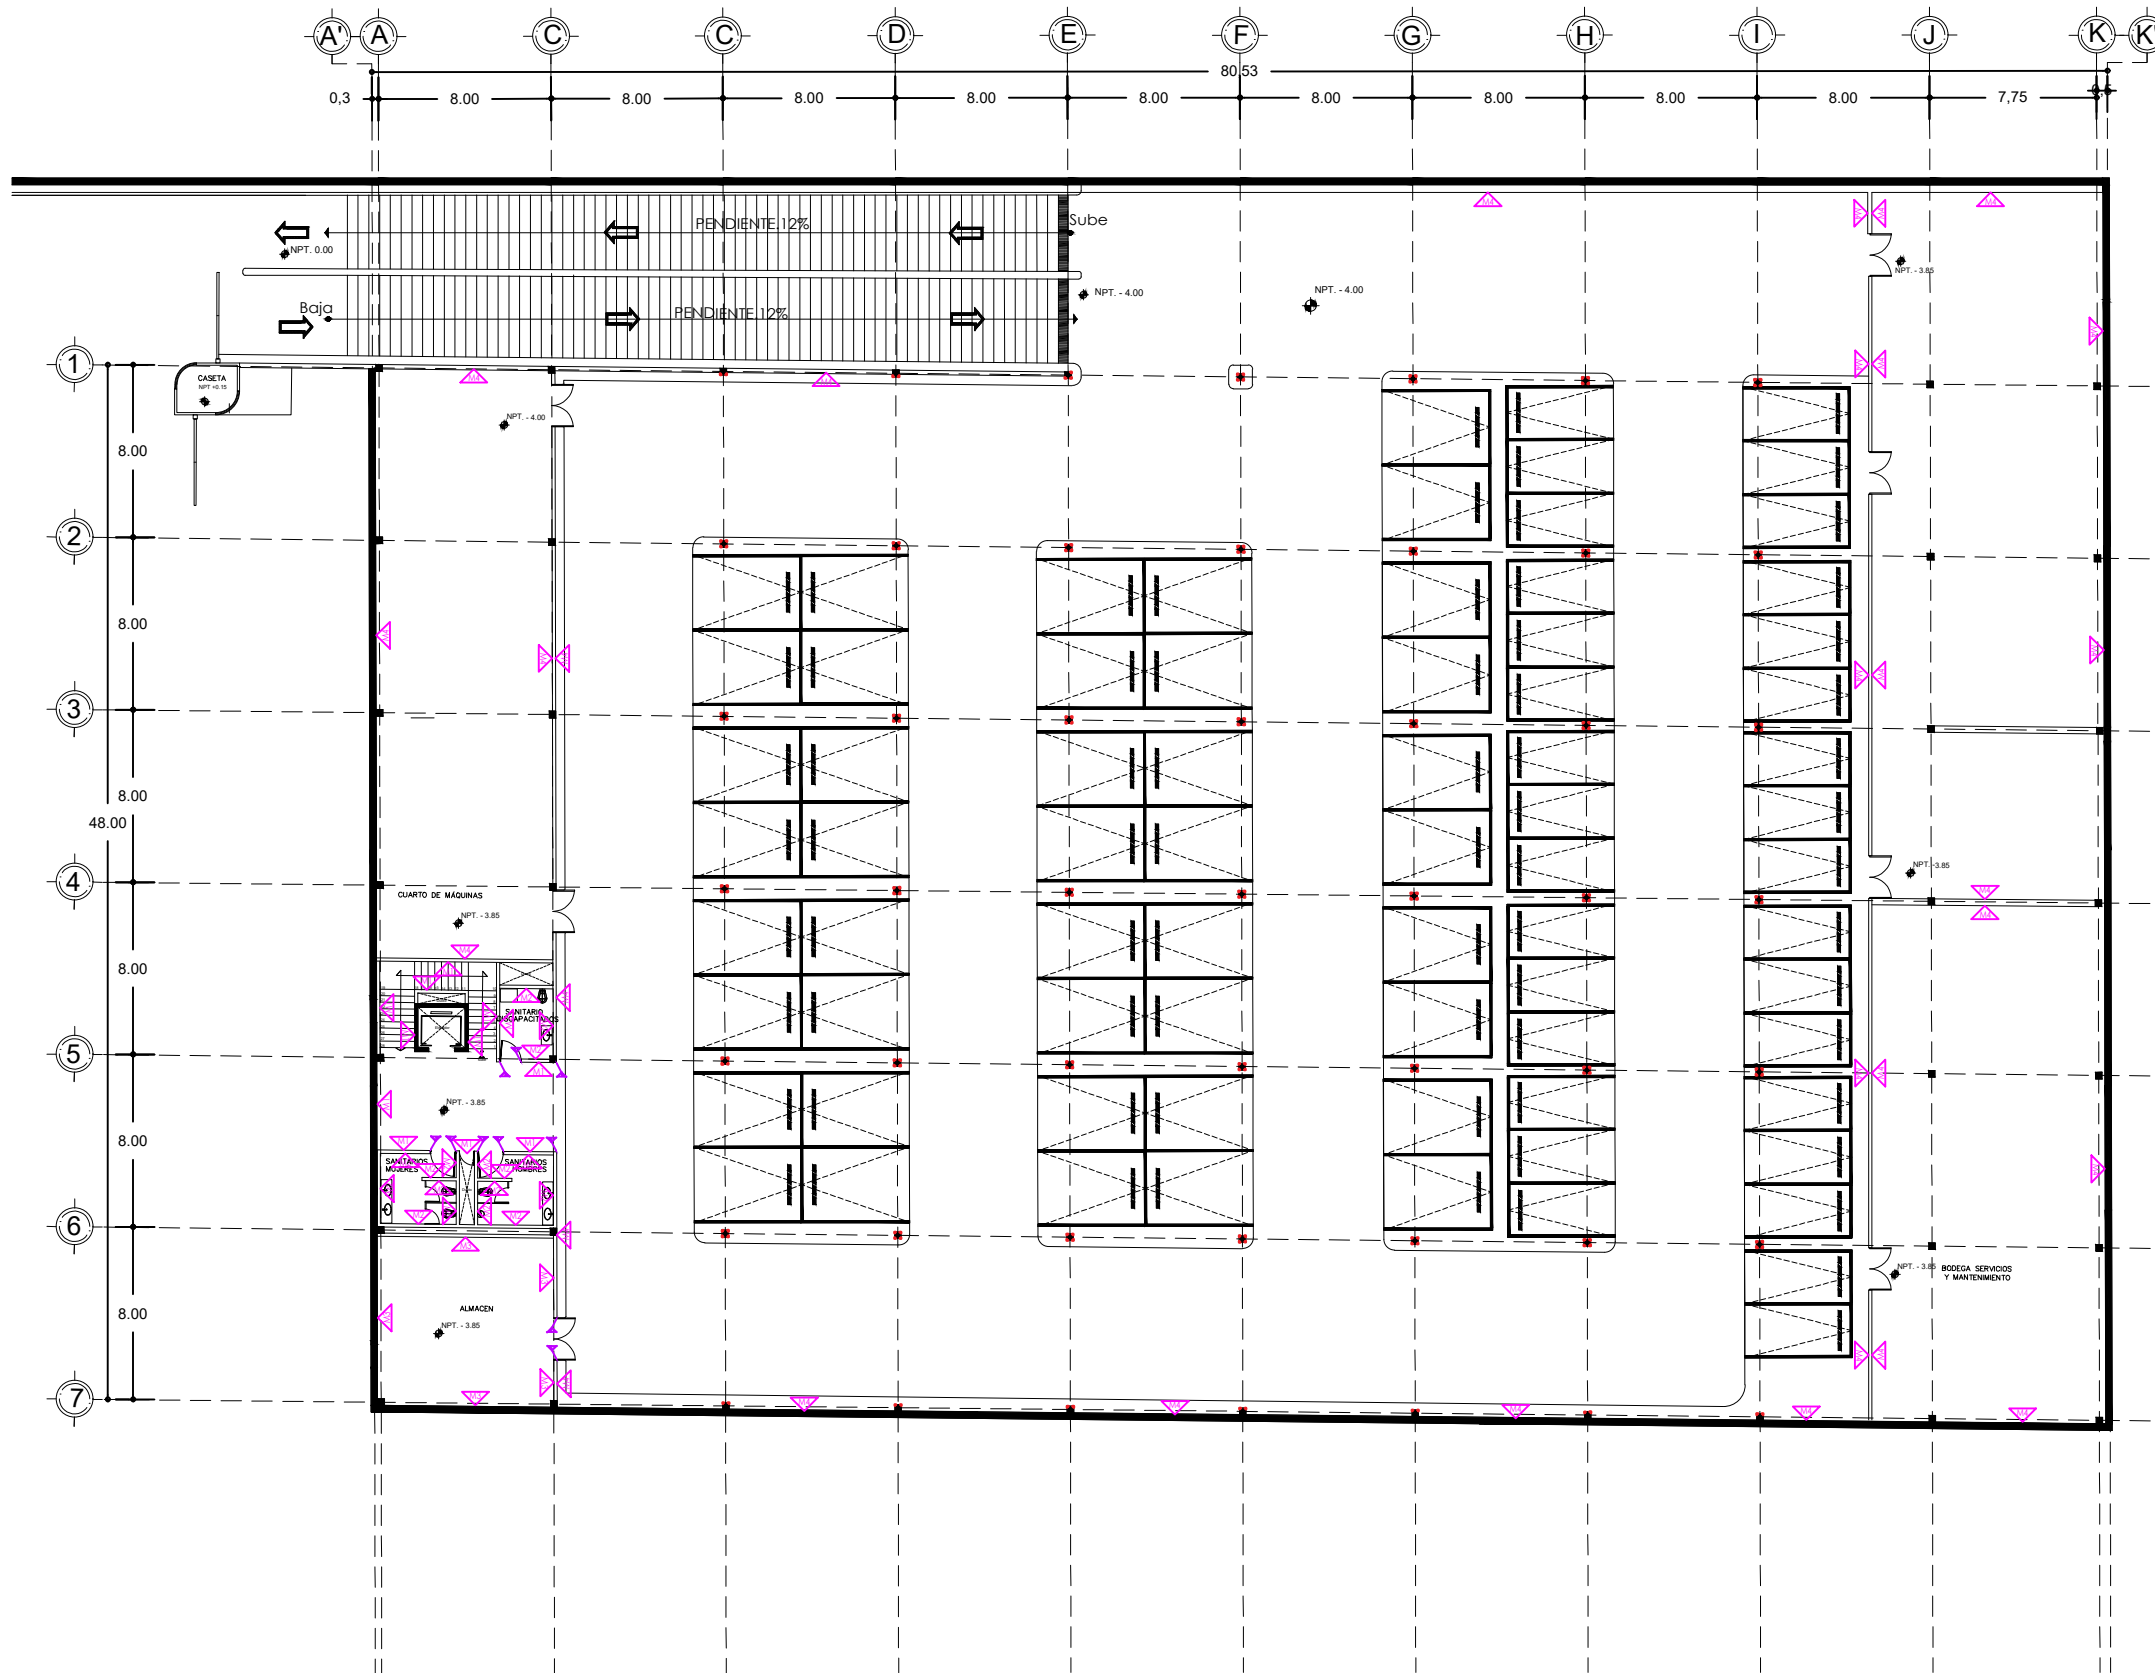 A' A C C D E F G H I J K K'
80,53
0,3 8.00 8.00 8.00 8.00 8.00 8.00 8.00 8.00 8.00 7,75
PENDIENTE 12%
Sube
NPT. 0.00
Baja
PENDIENTE 12%
NPT. - 4.00
NPT. - 4.00
NPT. - 3.85
1
CASETA
NPT +0.15
NPT. - 4.00
8.00
2
8.00
3
8.00
48.00
4
CUARTO DE MÁQUINAS
NPT. - 3.85
NPT. -3.85
8.00
SANITARIO
DISCAPACITADOS
5
NPT. - 3.85
8.00
SANITARIOS
MUJERES
SANITARIOS
HOMBRES
6
NPT. - 3.85
BODEGA SERVICIOS
Y MANTENIMIENTO
8.00
ALMACEN
NPT. - 3.85
7